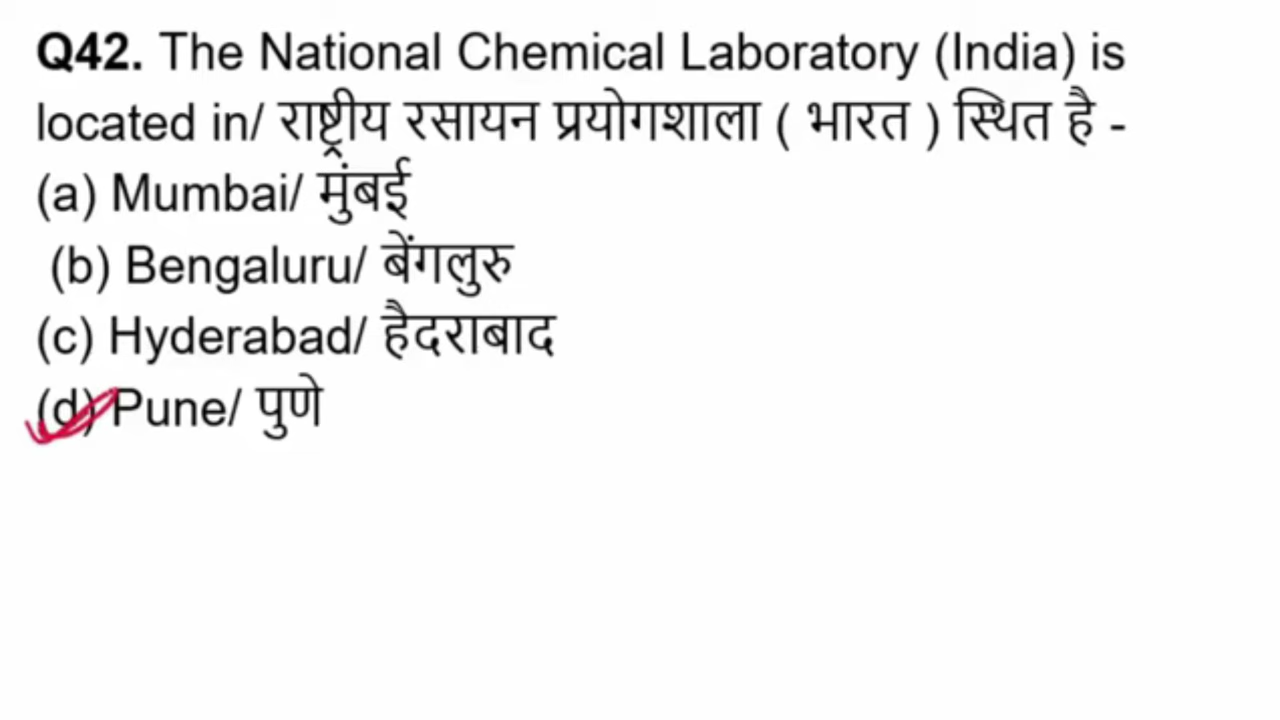 Q42. The National Chemical Laboratory (India) is
located in/ राष्ट्रीय रसायन प्रयोगशाला ( भारत ) स्थित है -
(a) Mumbai/ मुंबई
(b) Bengaluru/ बेंगलुरु
(c) Hyderabad/ हैदराबाद
(d) Pune/ पुणे